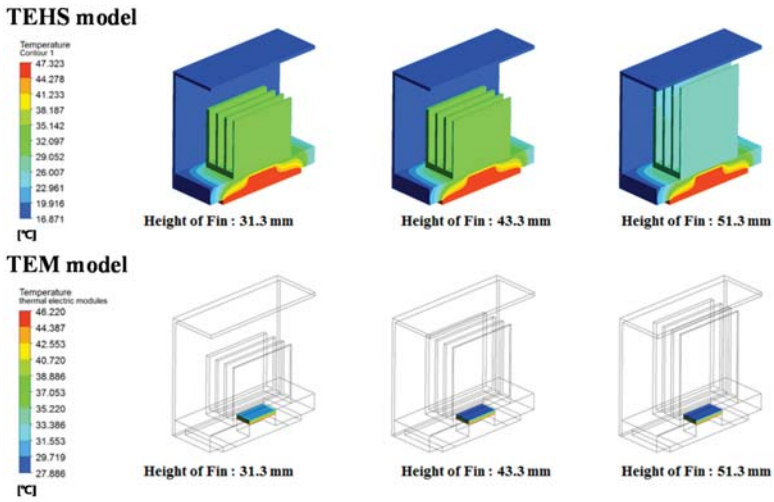 TEHS model
Temperature
Contour 1
47.323
44.278
41.233
38.187
35.142
32.097
29.052
26.007
22.961
19.916
16.871
[℃]
Height of Fin : 31.3 mm
Height of Fin : 43.3 mm
Height of Fin : 51.3 mm
TEM model
Temperature
thermal electric modules
46.220
44.387
42.553
40.720
38.886
37.053
35.220
33.386
31.553
29.719
27.886
[℃]
Height of Fin : 31.3 mm
Height of Fin : 43.3 mm
Height of Fin : 51.3 mm